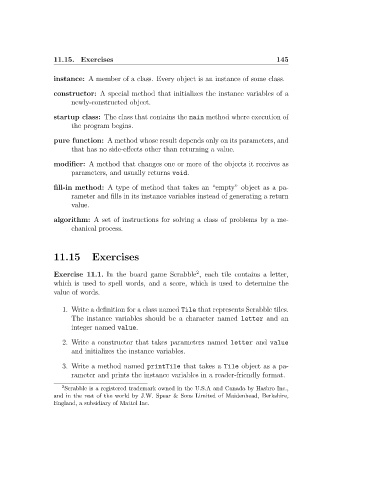 11.15. Exercises 145
instance: A member of a class. Every object is an instance of some class.
constructor: A special method that initializes the instance variables of a
newly-constructed object.
startup class: The class that contains the main method where execution of
the program begins.
pure function: A method whose result depends only on its parameters, and
that has no side-effects other than returning a value.
modifier: A method that changes one or more of the objects it receives as
parameters, and usually returns void.
fill-in method: A type of method that takes an “empty” object as a pa-
rameter and fills in its instance variables instead of generating a return
value.
algorithm: A set of instructions for solving a class of problems by a me-
chanical process.
11.15 Exercises
Exercise 11.1. In the board game Scrabble², each tile contains a letter,
which is used to spell words, and a score, which is used to determine the
value of words.
1. Write a definition for a class named Tile that represents Scrabble tiles.
The instance variables should be a character named letter and an
integer named value.
2. Write a constructor that takes parameters named letter and value
and initializes the instance variables.
3. Write a method named printTile that takes a Tile object as a pa-
rameter and prints the instance variables in a reader-friendly format.
²Scrabble is a registered trademark owned in the U.S.A and Canada by Hasbro Inc.,
and in the rest of the world by J.W. Spear & Sons Limited of Maidenhead, Berkshire,
England, a subsidiary of Mattel Inc.